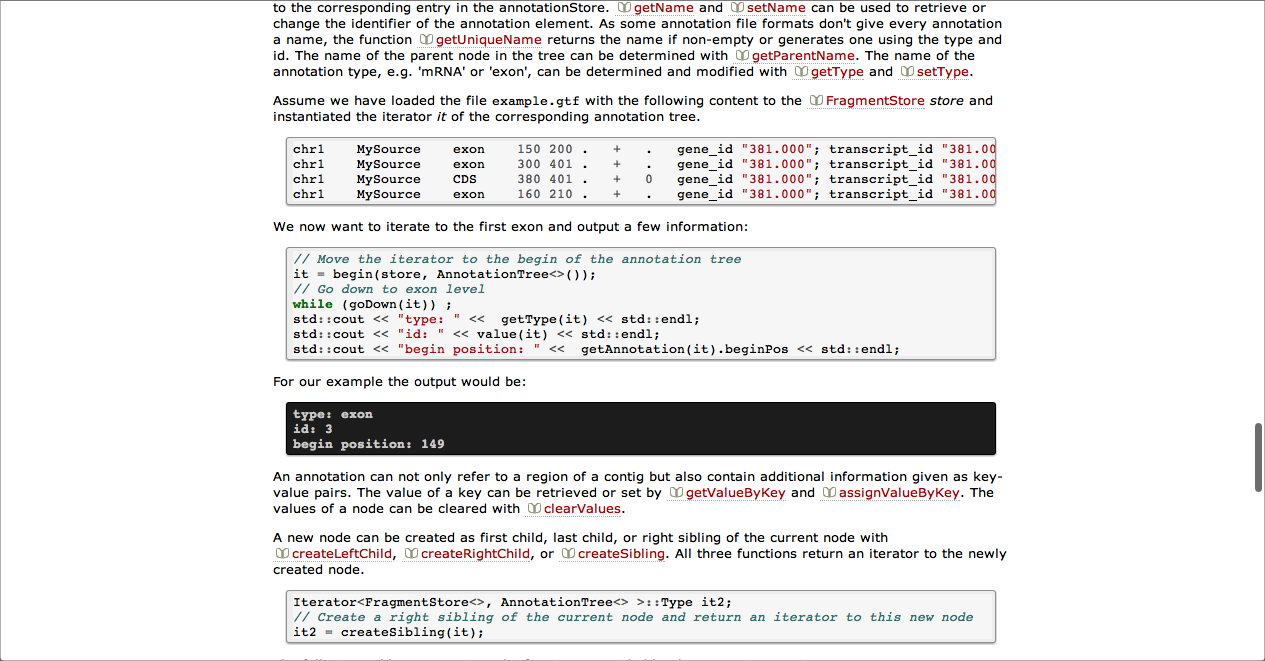 to the corresponding entry in the annotationStore. getName and setName can be used to retrieve or
change the identifier of the annotation element. As some annotation file formats don't give every annotation
a name, the function getUniqueName returns the name if non-empty or generates one using the type and
id. The name of the parent node in the tree can be determined with getParentName. The name of the
annotation type, e.g. 'mRNA' or 'exon', can be determined and modified with getType and setType.
Assume we have loaded the file example.gtf with the following content to the FragmentStore store and
instantiated the iterator it of the corresponding annotation tree.
chr1 MySource exon 150 200 . + . gene_id "381.000"; transcript_id "381.00
chr1 MySource exon 300 401 . + . gene_id "381.000"; transcript_id "381.00
chr1 MySource CDS 380 401 . + 0 gene_id "381.000"; transcript_id "381.00
chr1 MySource exon 160 210 . + . gene_id "381.000"; transcript_id "381.00
We now want to iterate to the first exon and output a few information:
// Move the iterator to the begin of the annotation tree
it = begin(store, AnnotationTree<>());
// Go down to exon level
while (goDown(it)) ;
std::cout << "type: " << getType(it) << std::endl;
std::cout << "id: " << value(it) << std::endl;
std::cout << "begin position: " << getAnnotation(it).beginPos << std::endl;
For our example the output would be:
type: exon
id: 3
begin position: 149
An annotation can not only refer to a region of a contig but also contain additional information given as key-
value pairs. The value of a key can be retrieved or set by getValueByKey and assignValueByKey. The
values of a node can be cleared with clearValues.
A new node can be created as first child, last child, or right sibling of the current node with
createLeftChild, createRightChild, or createSibling. All three functions return an iterator to the newly
created node.
Iterator<FragmentStore<>, AnnotationTree<> >::Type it2;
// Create a right sibling of the current node and return an iterator to this new node
it2 = createSibling(it);